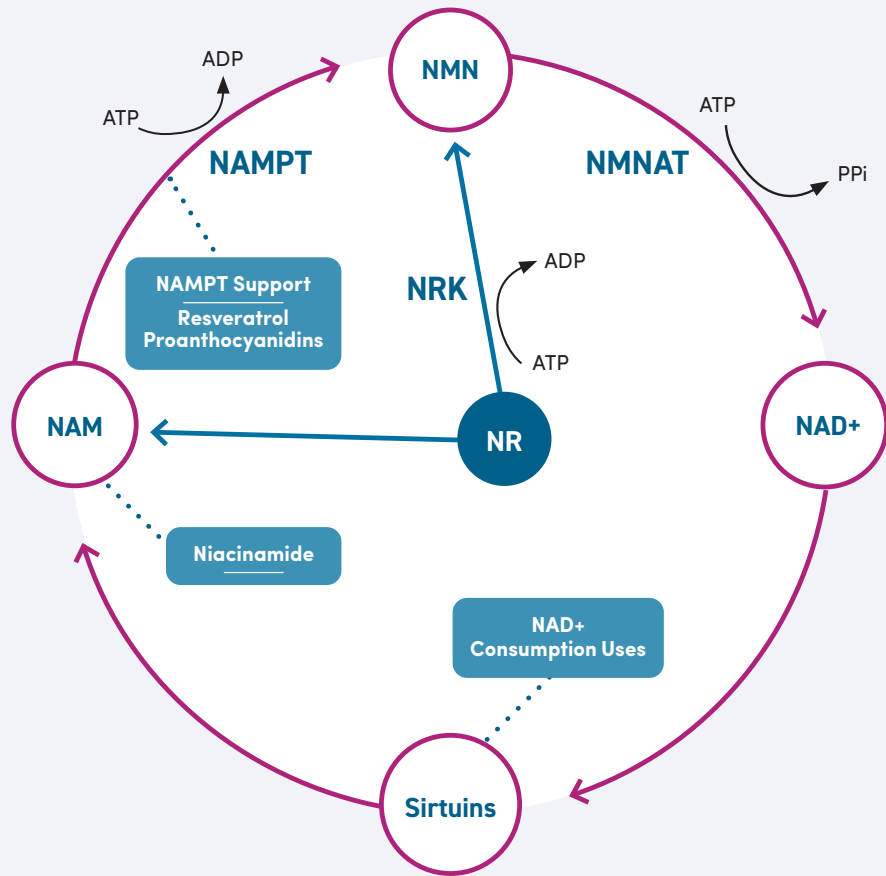 NMN
ADP
ATP
NAMPT
NMNAT
ATP
PPi
NAMPT Support
Resveratrol
Proanthocyanidins
NRK
ADP
ATP
NAM
NR
NAD+
Niacinamide
NAD+
Consumption Uses
Sirtuins